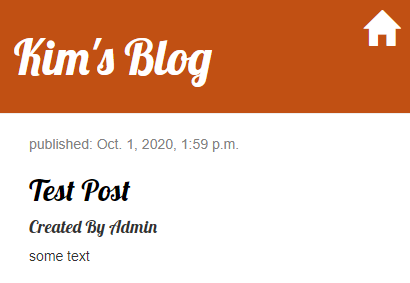 Kim's Blog
published: Oct. 1, 2020, 1:59 p.m.
Test Post
Created By Admin
some text